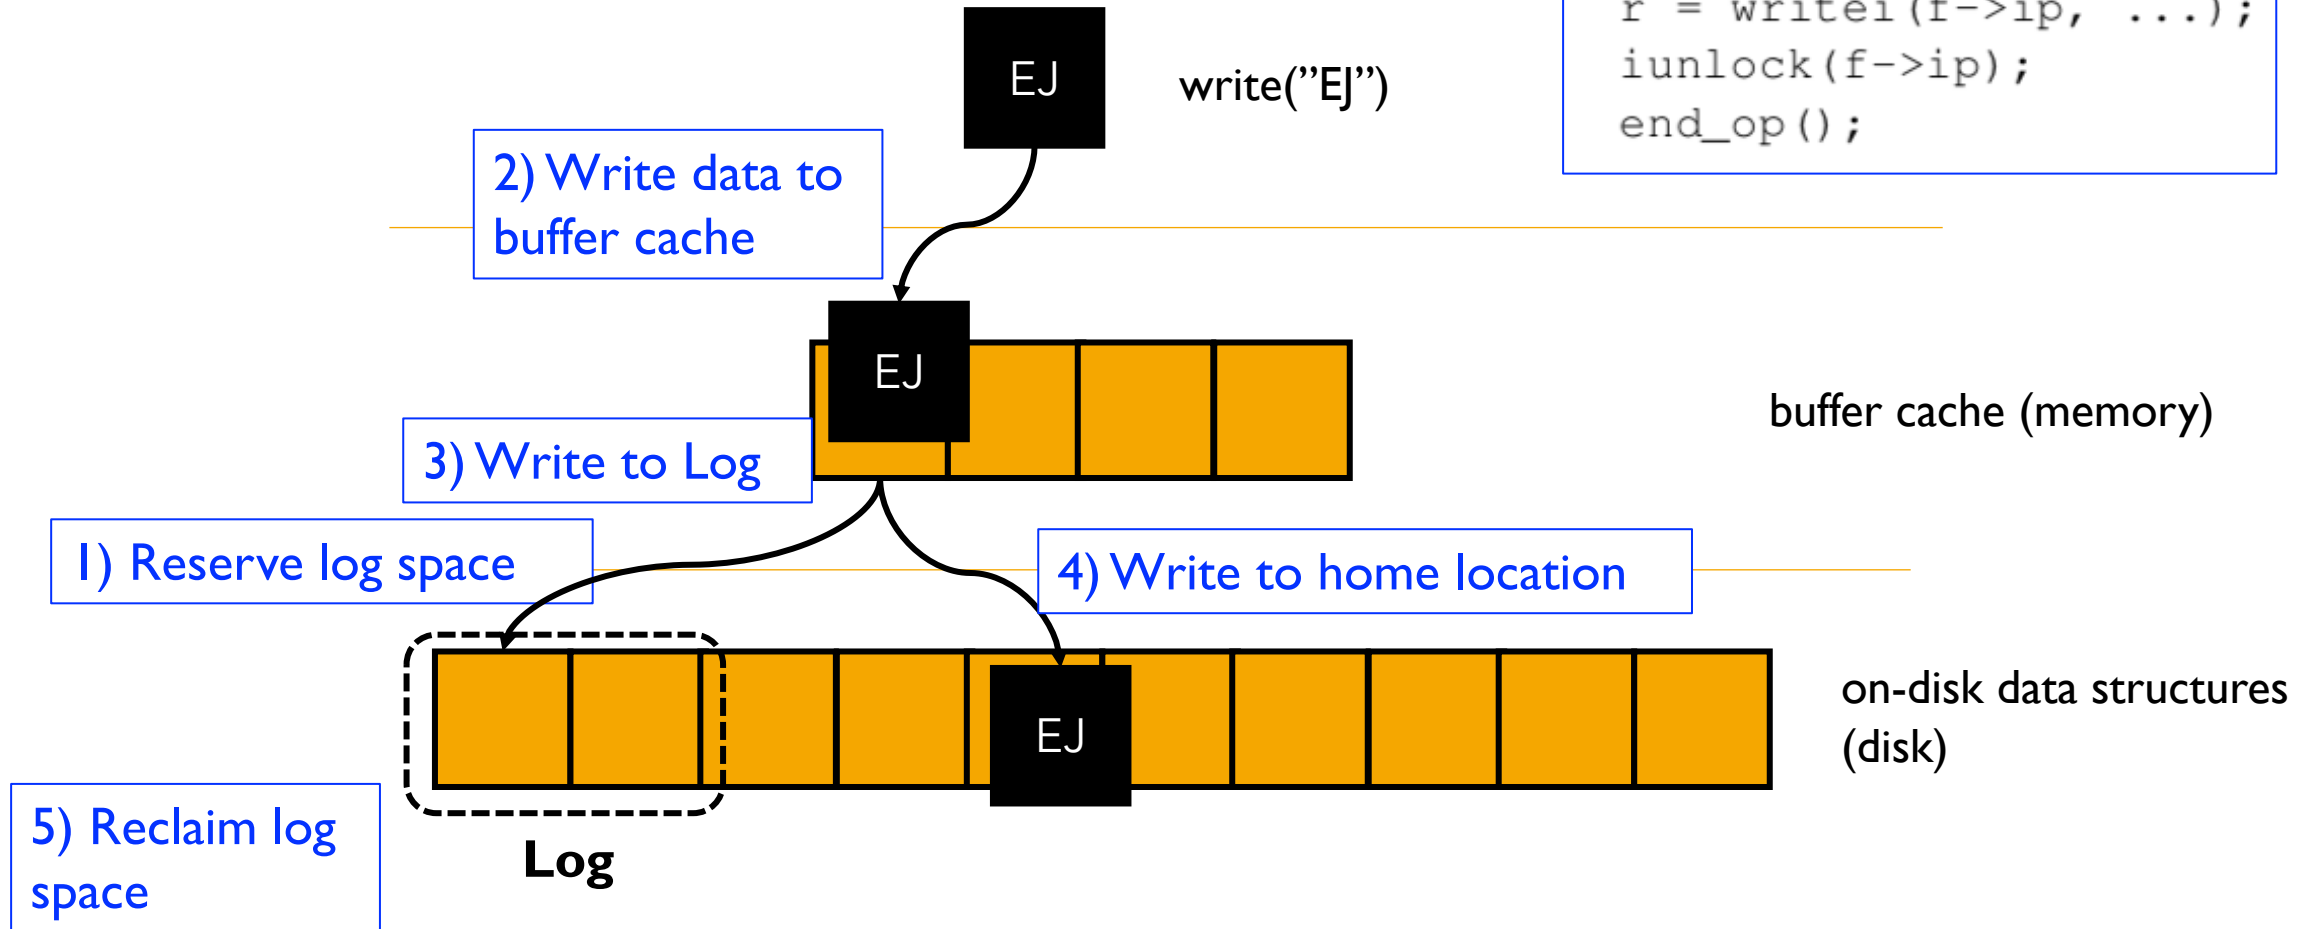 r = writei(f->ip, ...);
iunlock(f->ip);
end_op();
EJ
write(”EJ”)
2) Write data to
buffer cache
EJ
buffer cache (memory)
3) Write to Log
1) Reserve log space
4) Write to home location
EJ
on-disk data structures
(disk)
5) Reclaim log
space
Log